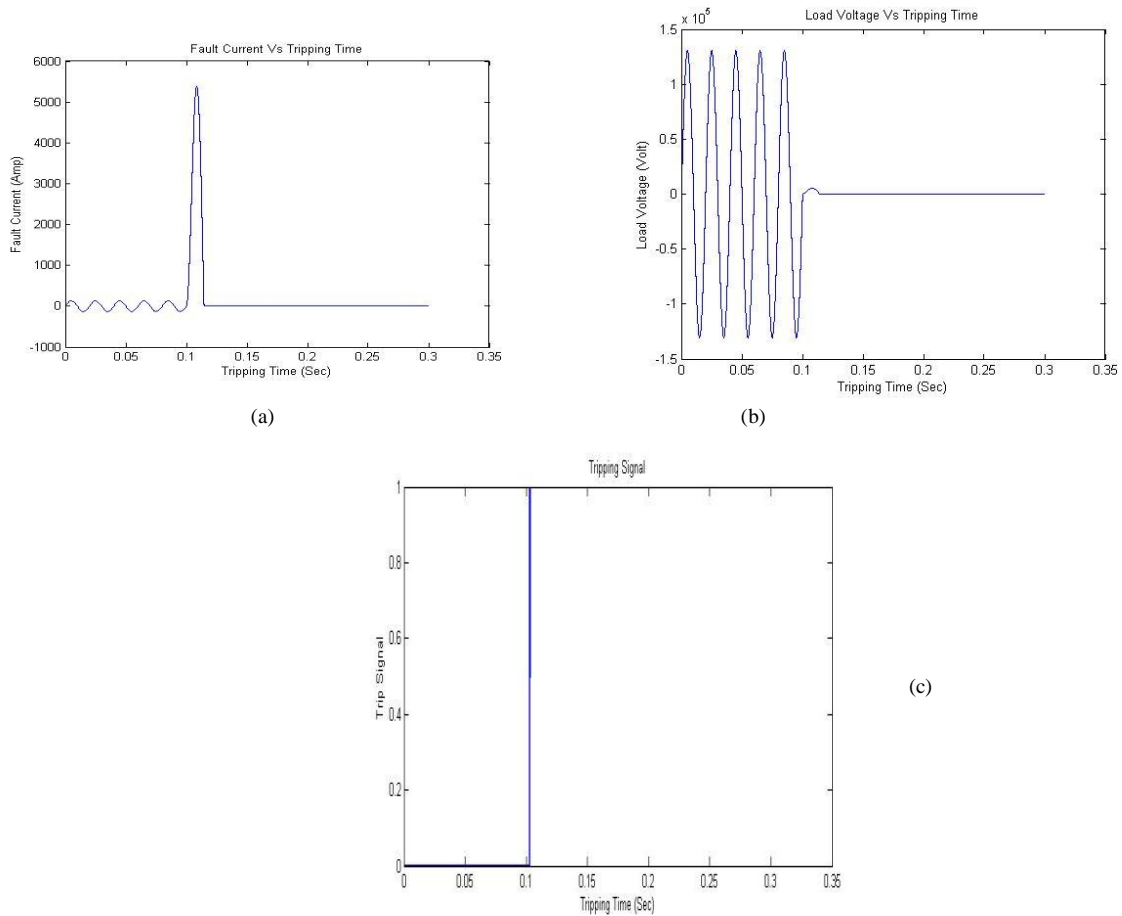 Fault Current Vs Tripping Time
6000
5000
4000
3000
2000
1000
0
-1000
Fault Current (Amp)
0 0.05 0.1 0.15 0.2 0.25 0.3 0.35
Tripping Time (Sec)
(a)
Load Voltage Vs Tripping Time
x 10^5
1.5
1
0.5
0
-0.5
-1
-1.5
Load Voltage (Volt)
0 0.05 0.1 0.15 0.2 0.25 0.3 0.35
Tripping Time (Sec)
(b)
Tripping Signal
1
0.8
0.6
0.4
0.2
0
Trip Signal
0 0.05 0.1 0.15 0.2 0.25 0.3 0.35
Tripping Time (Sec)
(c)